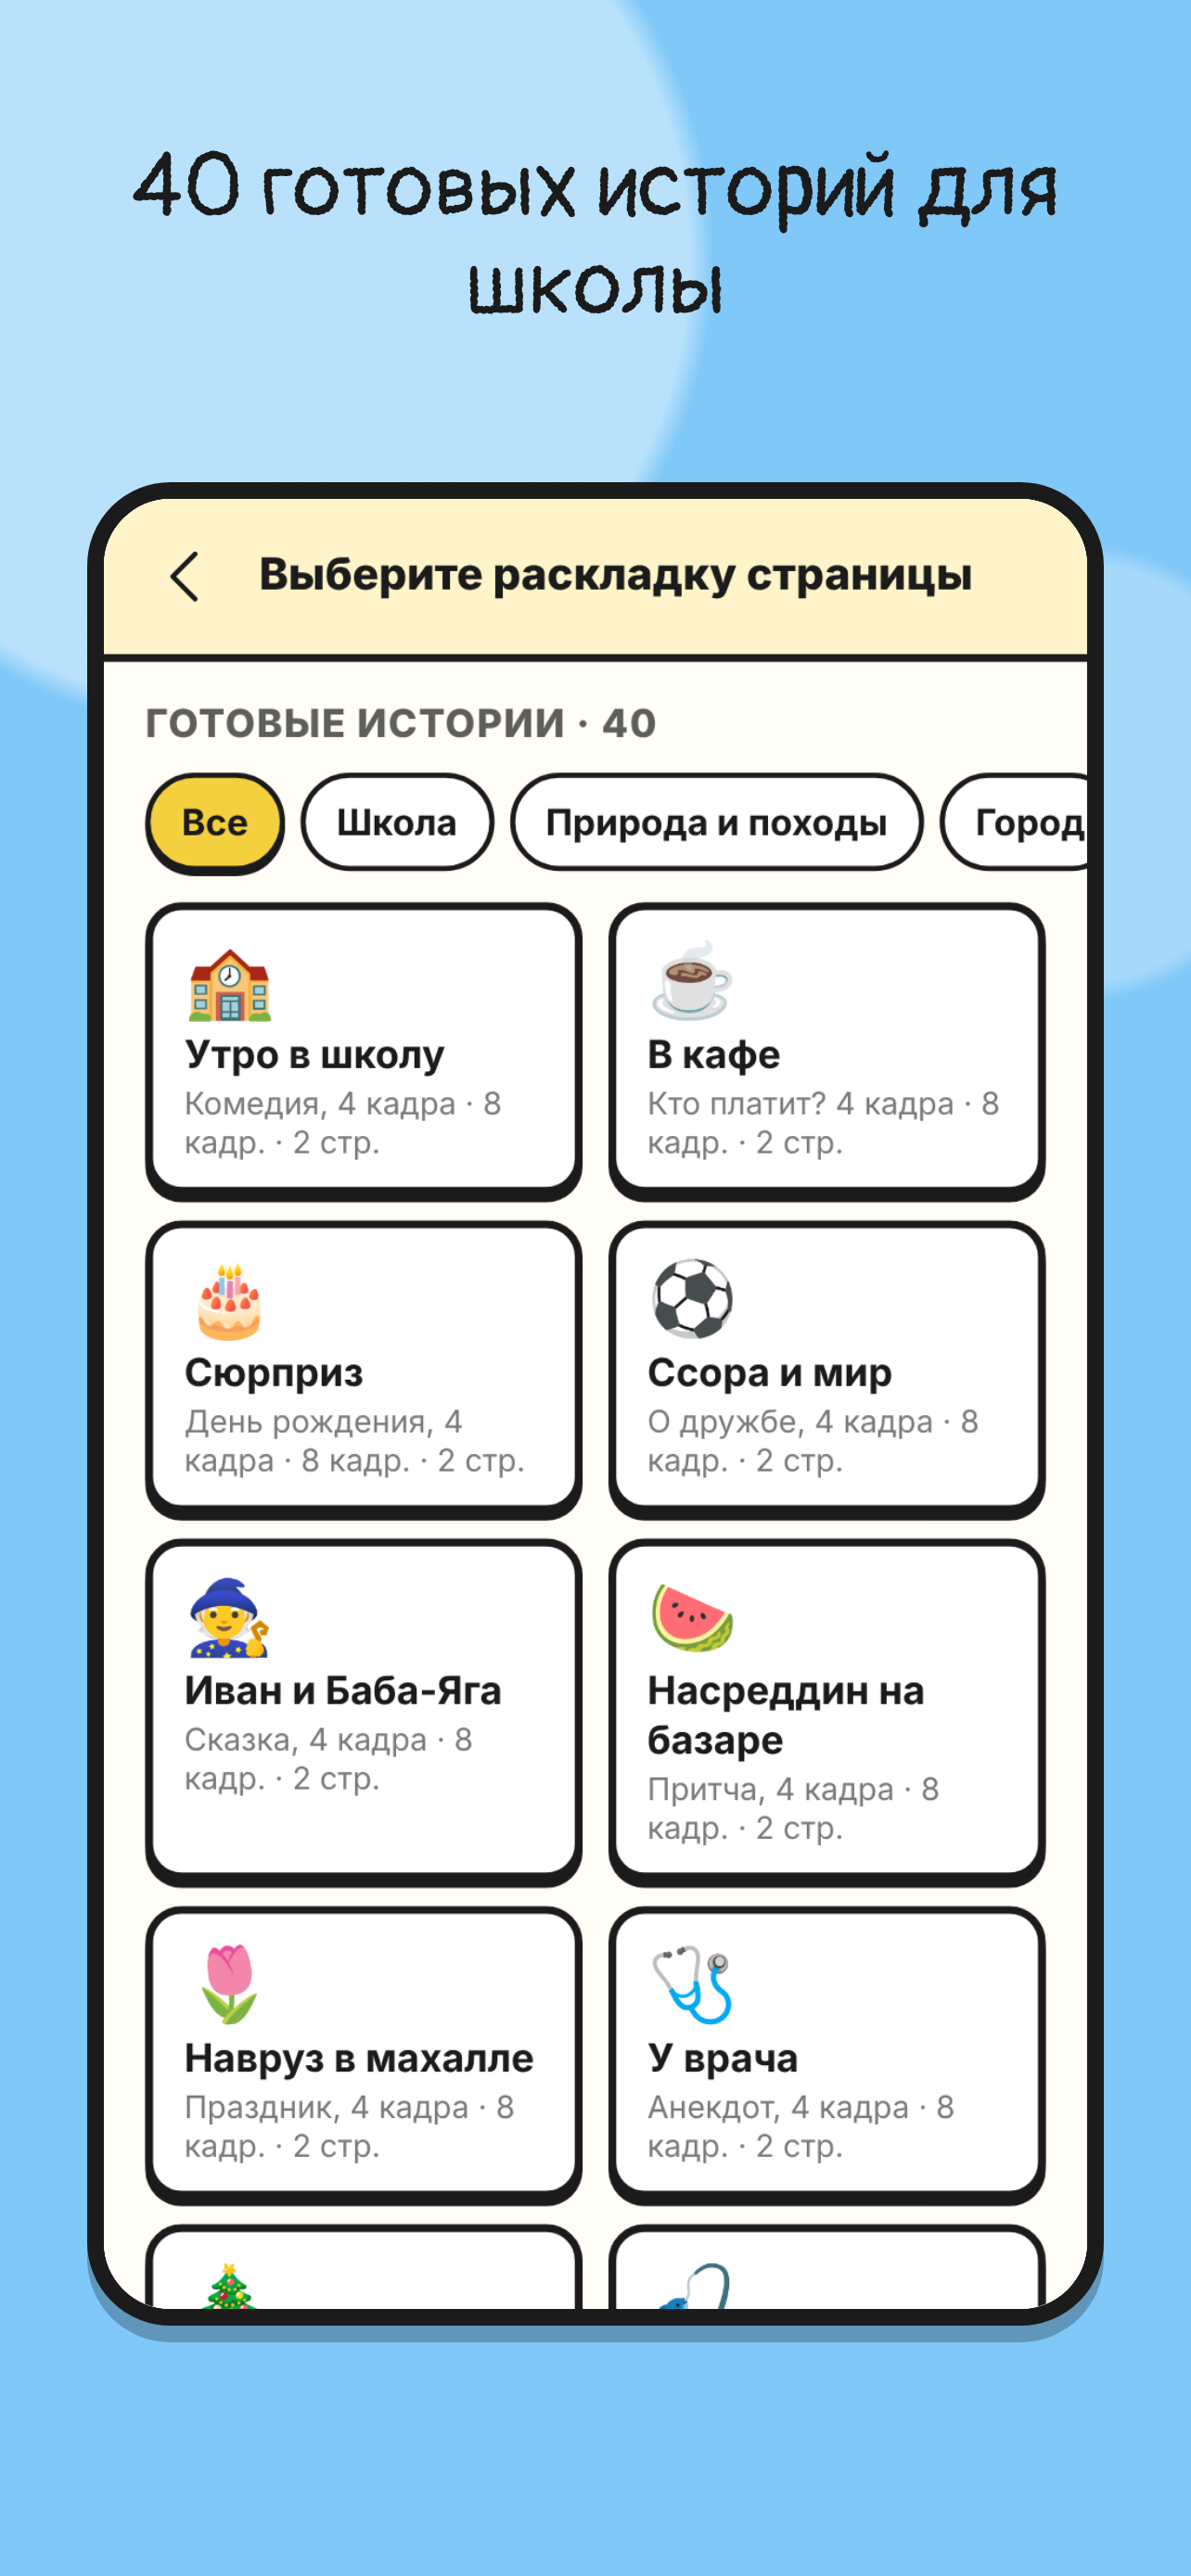 40 готовых историй для
школы
Выберите раскладку страницы
ГОТОВЫЕ ИСТОРИИ · 40
Все
Школа
Природа и походы
Город
Утро в школу
Комедия, 4 кадра · 8
кадр. · 2 стр.
В кафе
Кто платит? 4 кадра · 8
кадр. · 2 стр.
Сюрприз
День рождения, 4
кадра · 8 кадр. · 2 стр.
Ссора и мир
О дружбе, 4 кадра · 8
кадр. · 2 стр.
Иван и Баба-Яга
Сказка, 4 кадра · 8
кадр. · 2 стр.
Насреддин на
базаре
Притча, 4 кадра · 8
кадр. · 2 стр.
Навруз в махалле
Праздник, 4 кадра · 8
кадр. · 2 стр.
У врача
Анекдот, 4 кадра · 8
кадр. · 2 стр.